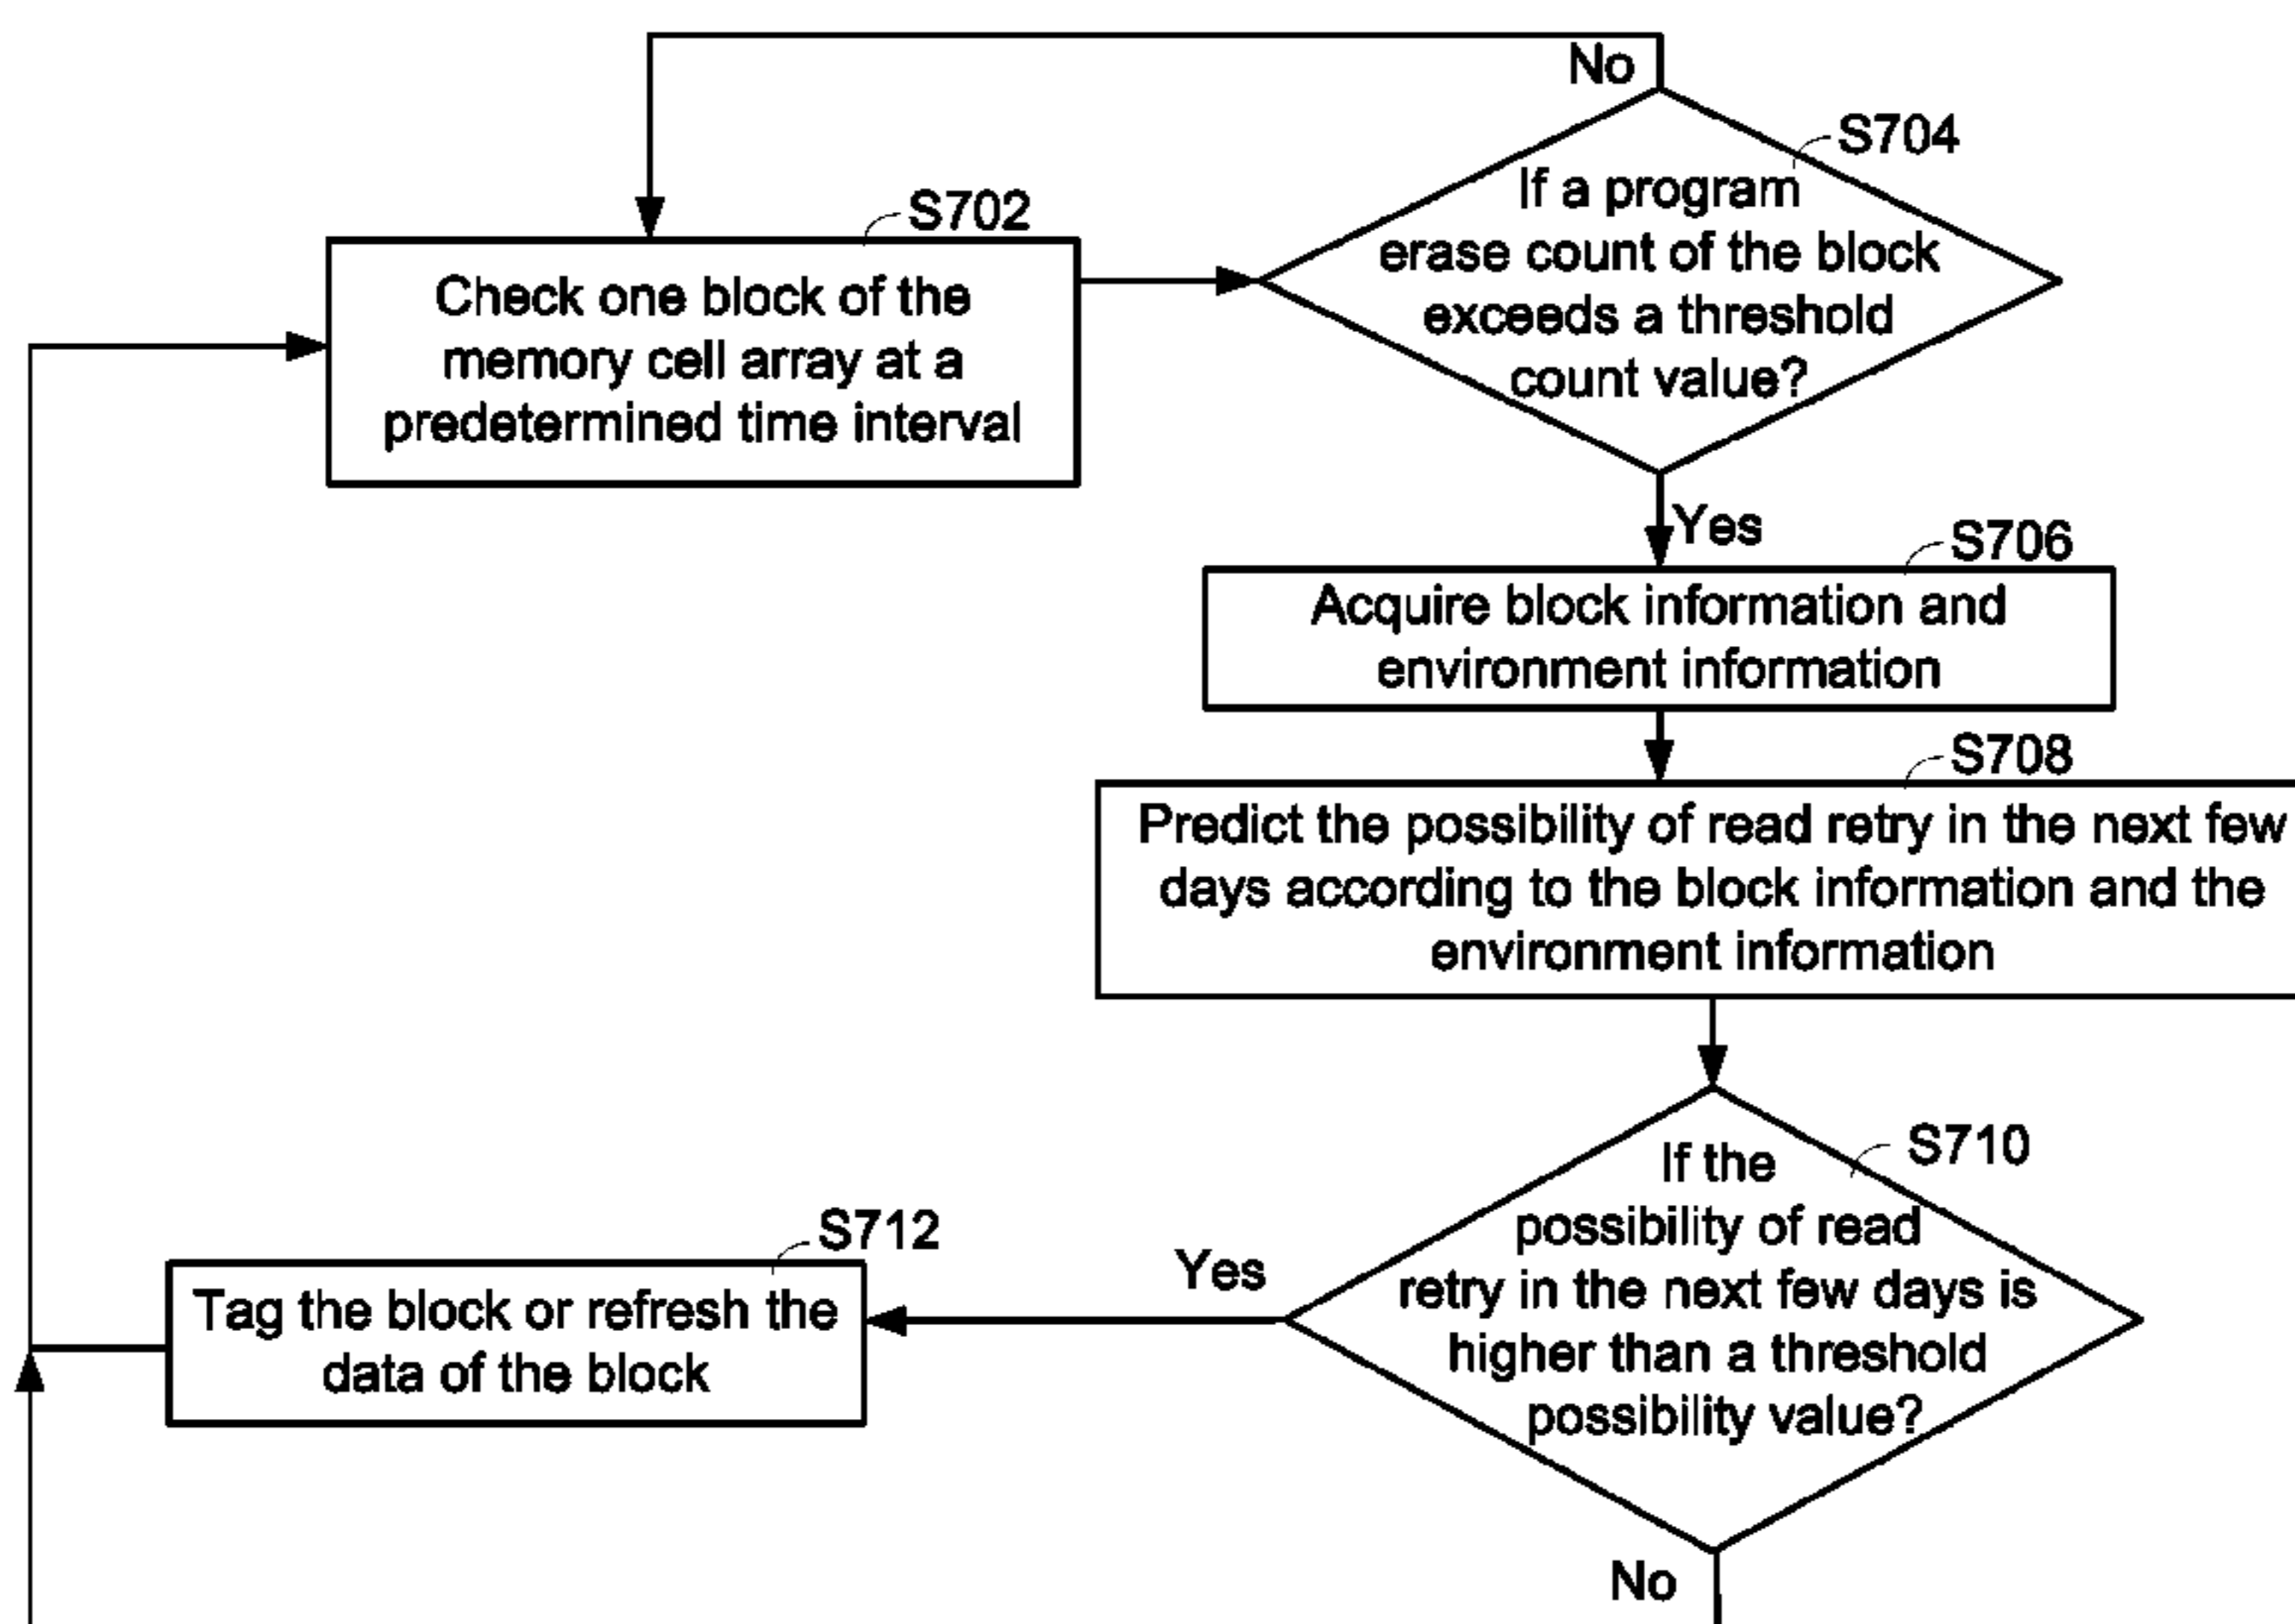 No
S704
If a program
erase count of the block
exceeds a threshold
count value?
S702
Check one block of the
memory cell array at a
predetermined time interval
Yes
S706
Acquire block information and
environment information
S708
Predict the possibility of read retry in the next few
days according to the block information and the
environment information
S710
If the
possibility of read
retry in the next few days is
higher than a threshold
possibility value?
Yes
S712
Tag the block or refresh the
data of the block
No